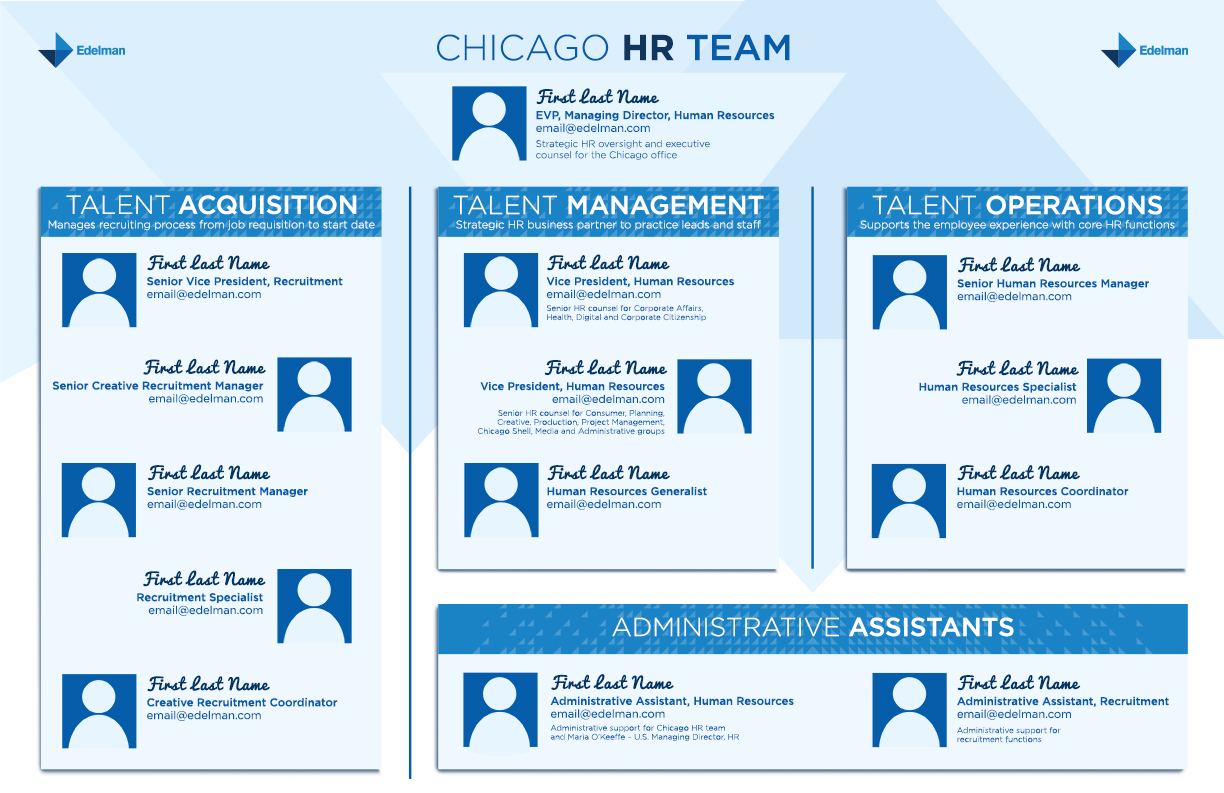 Edelman
CHICAGO HR TEAM
Edelman
First Last Name
EVP, Managing Director, Human Resources
email@edelman.com
Strategic HR oversight and executive
counsel for the Chicago office
TALENT ACQUISITION
Manages recruiting process from job requisition to start date
First Last Name
Senior Vice President, Recruitment
email@edelman.com
First Last Name
Senior Creative Recruitment Manager
email@edelman.com
First Last Name
Senior Recruitment Manager
email@edelman.com
First Last Name
Recruitment Specialist
email@edelman.com
First Last Name
Creative Recruitment Coordinator
email@edelman.com
TALENT MANAGEMENT
Strategic HR business partner to practice leads and staff
First Last Name
Vice President, Human Resources
email@edelman.com
Senior HR counsel for Corporate Affairs,
Health, Digital and Corporate Citizenship
First Last Name
Vice President, Human Resources
email@edelman.com
Senior HR counsel for Consumer, Planning,
Creative, Production, Project Management,
Chicago Shell, Media and Administrative groups
First Last Name
Human Resources Generalist
email@edelman.com
TALENT OPERATIONS
Supports the employee experience with core HR functions
First Last Name
Senior Human Resources Manager
email@edelman.com
First Last Name
Human Resources Specialist
email@edelman.com
First Last Name
Human Resources Coordinator
email@edelman.com
ADMINISTRATIVE ASSISTANTS
First Last Name
Administrative Assistant, Human Resources
email@edelman.com
Administrative support for Chicago HR team
and Maria O'Keeffe – U.S. Managing Director, HR
First Last Name
Administrative Assistant, Recruitment
email@edelman.com
Administrative support for
recruitment functions